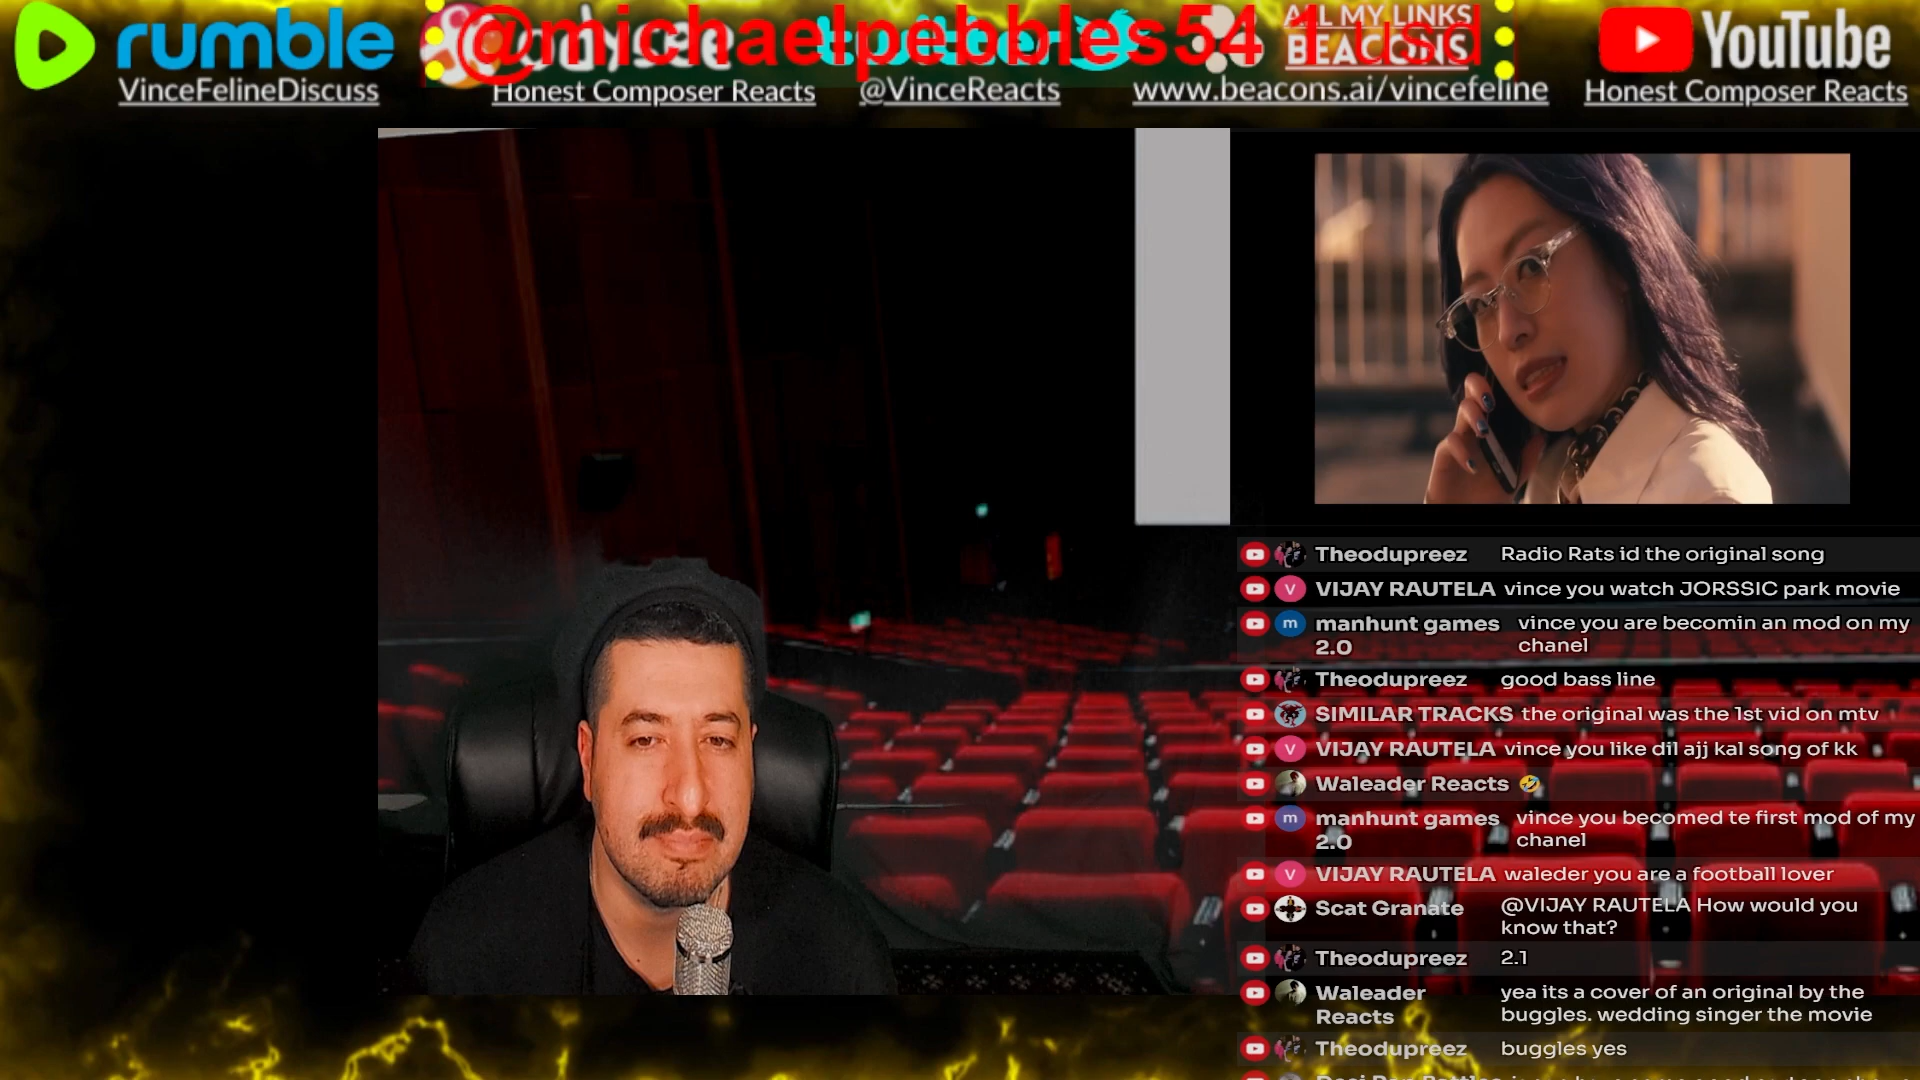 rumble
VinceFelineDiscuss
@michaelpebbles54 1 usd
odysee
Honest Composer Reacts
twitter
@VinceReacts
ALL MY LINKS
BEACONS
www.beacons.ai/vincefeline
YouTube
Honest Composer Reacts
Theodupreez Radio Rats id the original song
V VIJAY RAUTELA vince you watch JORSSIC park movie
m manhunt games 2.0 vince you are becomin an mod on my
chanel
Theodupreez good bass line
SIMILAR TRACKS the original was the 1st vid on mtv
V VIJAY RAUTELA vince you like dil ajj kal song of kk
Waleader Reacts 🤣
m manhunt games 2.0 vince you becomed te first mod of my
chanel
V VIJAY RAUTELA waleder you are a football lover
Scat Granate @VIJAY RAUTELA How would you
know that?
Theodupreez 2.1
Waleader Reacts yea its a cover of an original by the
buggles. wedding singer the movie
Theodupreez buggles yes